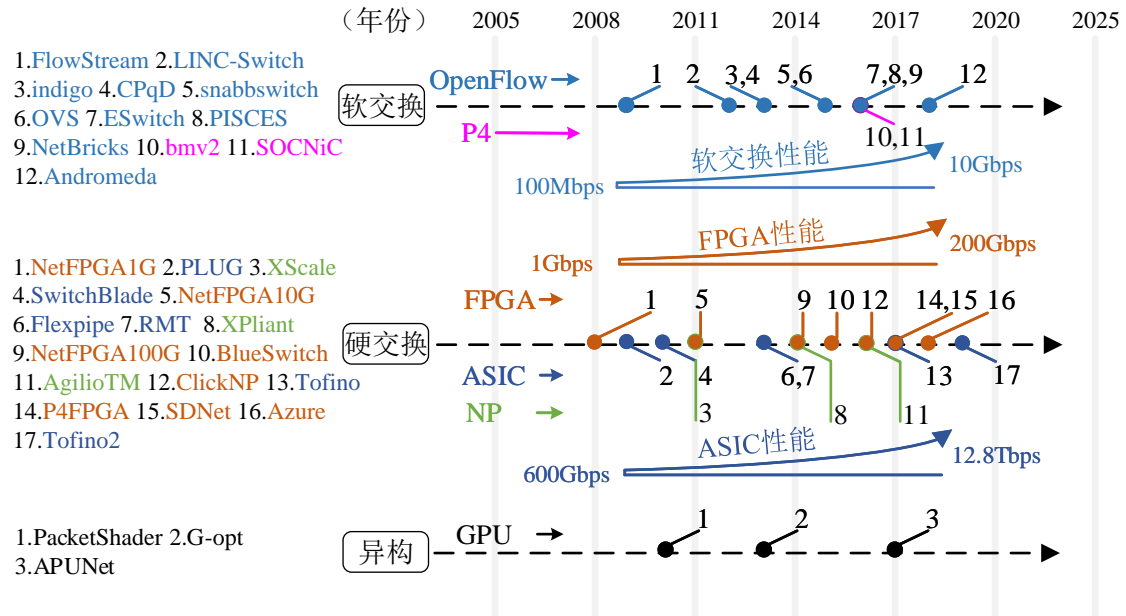 （年份） 2005 2008 2011 2014 2017 2020 2025
1.FlowStream 2.LINC-Switch
3.indigo 4.CPqD 5.snabbswitch
6.OVS 7.ESwitch 8.PISCES
9.NetBricks 10.bmv2 11.SOCNiC
12.Andromeda
软交换
OpenFlow
1 2 3,4 5,6 7,8,9 12
P4
10,11
软交换性能
100Mbps
10Gbps
FPGA性能
1Gbps
200Gbps
1.NetFPGA1G 2.PLUG 3.XScale
4.SwitchBlade 5.NetFPGA10G
6.Flexpipe 7.RMT 8.XPliant
9.NetFPGA100G 10.BlueSwitch
11.AgilioTM 12.ClickNP 13.Tofino
14.P4FPGA 15.SDNet 16.Azure
17.Tofino2
硬交换
FPGA
1 5 9 10 12 14,15 16
ASIC
2 4 6,7 13 17
NP
3 8 11
ASIC性能
600Gbps
12.8Tbps
1.PacketShader 2.G-opt
3.APUNet
异构
GPU
1 2 3